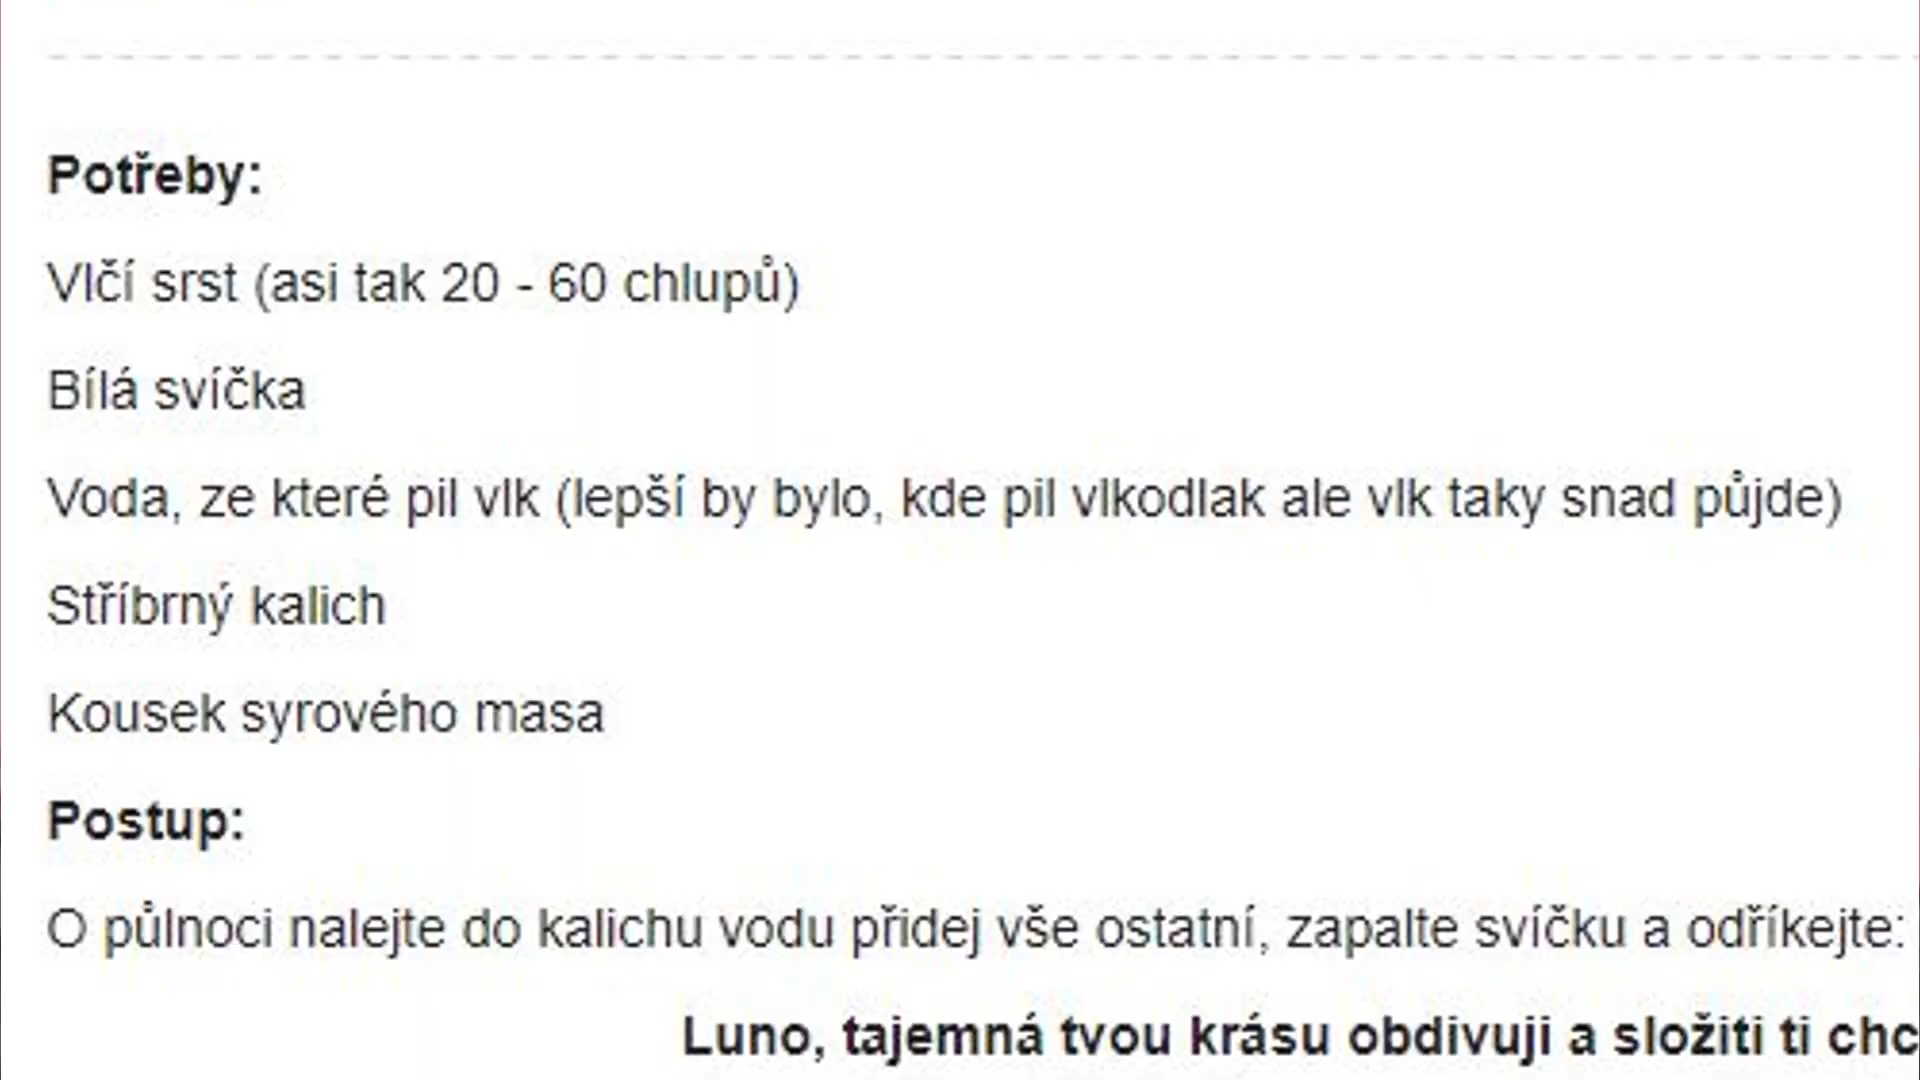 Potřeby:
Vlčí srst (asi tak 20 - 60 chlupů)
Bílá svíčka
Voda, ze které pil vlk (lepší by bylo, kde pil vlkodlak ale vlk taky snad půjde)
Stříbrný kalich
Kousek syrového masa
Postup:
O půlnoci nalejte do kalichu vodu přidej vše ostatní, zapalte svíčku a odříkejte:
Luno, tajemná tvou krásu obdivuji a složiti ti